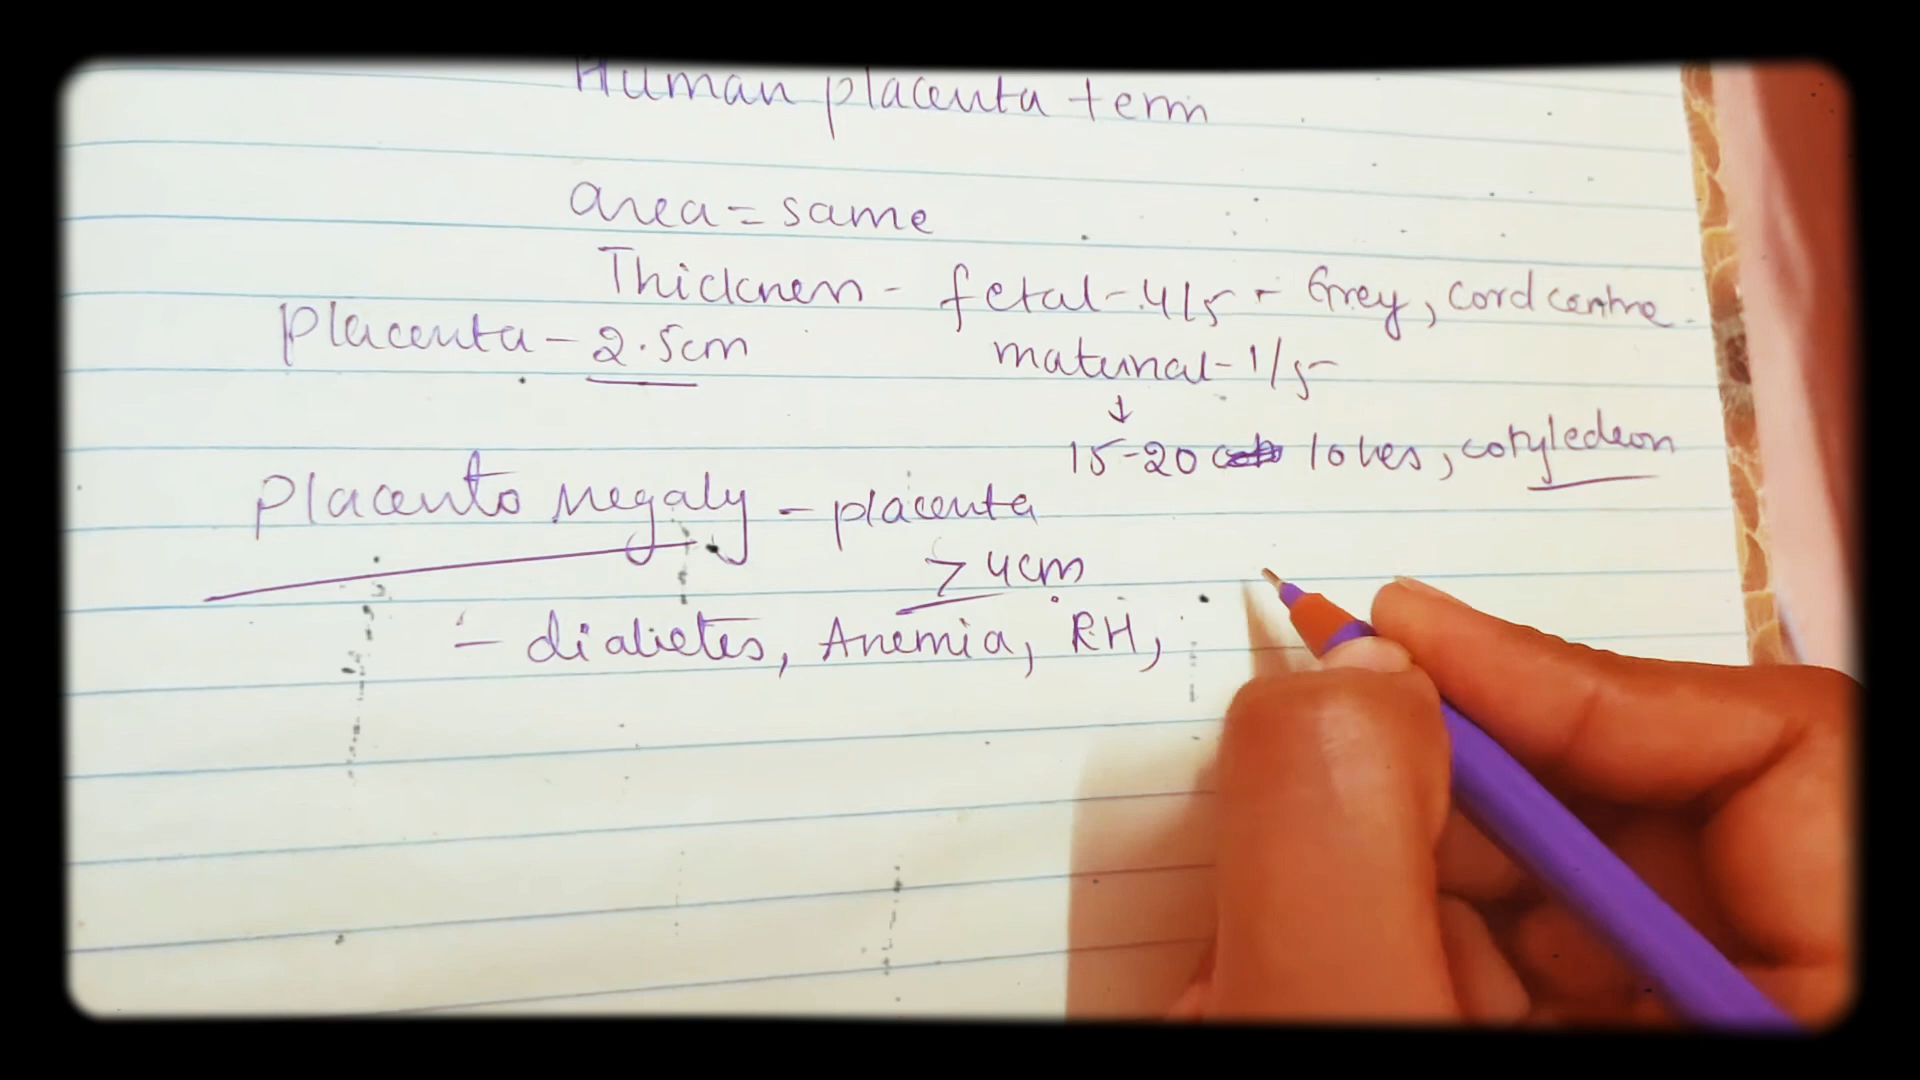 Human placenta term
area = same
Thickness - fetal - 4/5 - Grey, cord centre
Placenta - 2.5cm
maternal - 1/5
↓
15-20 lobes, cotyledeon
Placento Megaly - placenta
> 4cm
- diabetes, Anemia, RH,